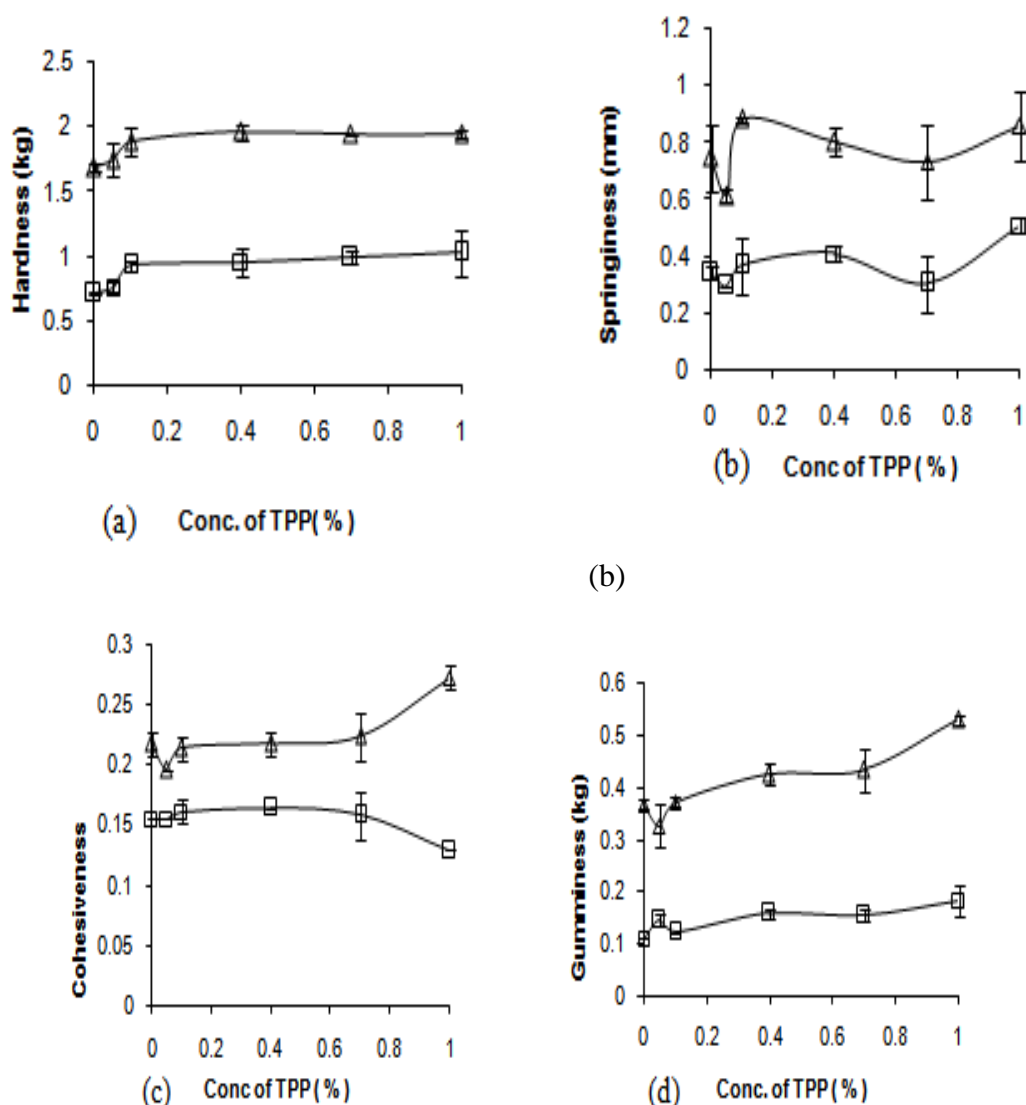 2.5
2
1.5
1
0.5
0
Hardness (kg)
0 0.2 0.4 0.6 0.8 1
(a) Conc. of TPP( % )
1.2
1
0.8
0.6
0.4
0.2
0
Springiness (mm)
0 0.2 0.4 0.6 0.8 1
(b) Conc of TPP ( % )
(b)
0.3
0.25
0.2
0.15
0.1
0.05
0
Cohesiveness
0 0.2 0.4 0.6 0.8 1
(c) Conc of TPP ( % )
0.6
0.5
0.4
0.3
0.2
0.1
0
Gumminess (kg)
0 0.2 0.4 0.6 0.8 1
(d) Conc. of TPP ( % )